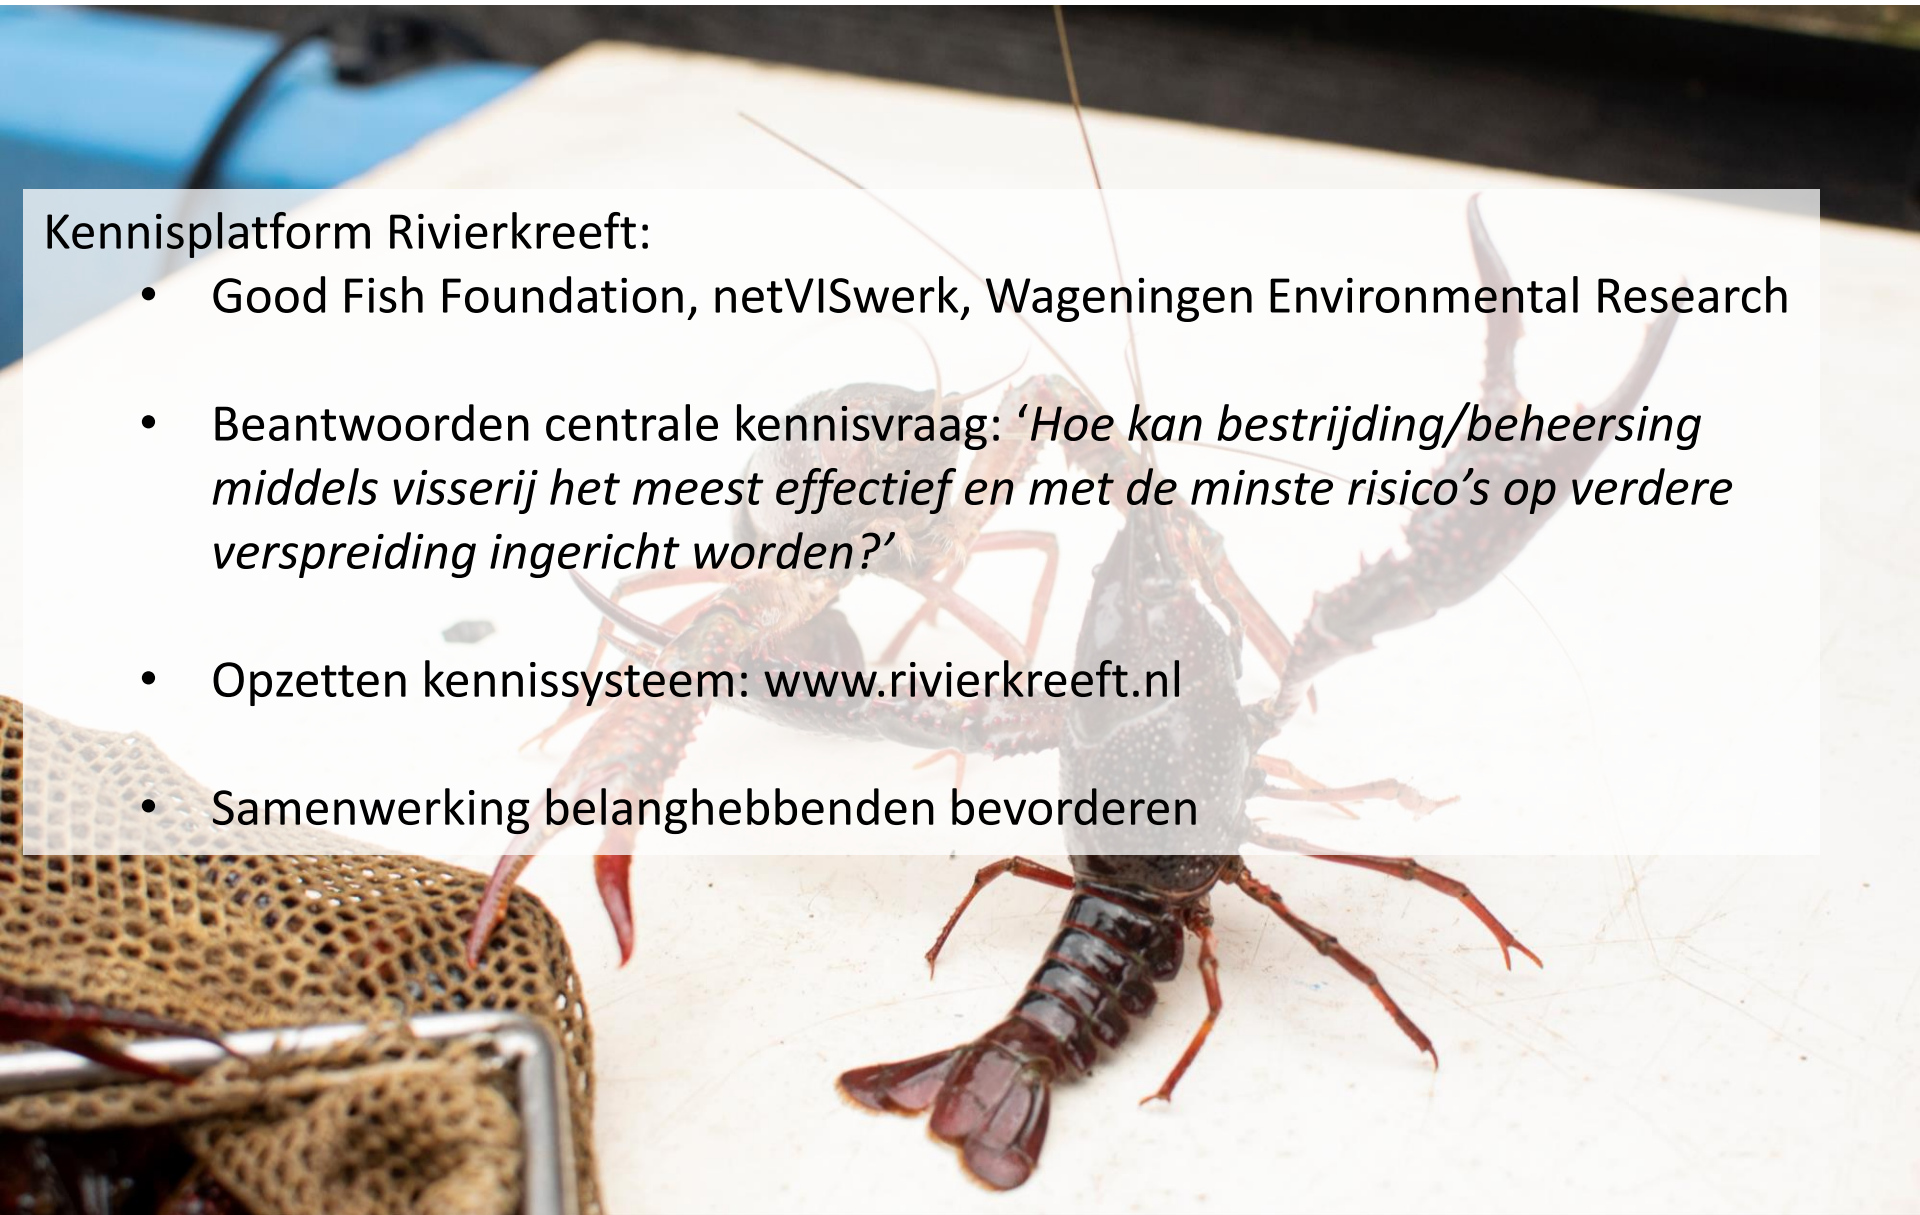 Kennisplatform Rivierkreeft:
• Good Fish Foundation, netVISwerk, Wageningen Environmental Research
• Beantwoorden centrale kennisvraag: ‘Hoe kan bestrijding/beheersing
middels visserij het meest effectief en met de minste risico’s op verdere
verspreiding ingericht worden?’
• Opzetten kennissysteem: www.rivierkreeft.nl
• Samenwerking belanghebbenden bevorderen